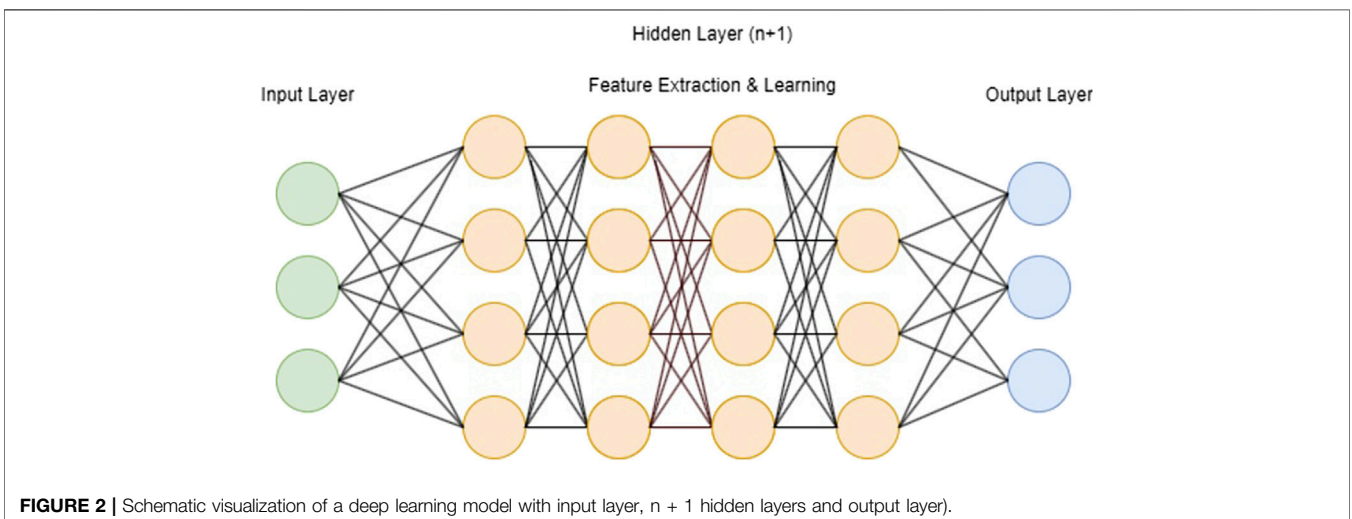 Hidden Layer (n+1)
Feature Extraction & Learning
Input Layer
Output Layer
FIGURE 2 | Schematic visualization of a deep learning model with input layer, n + 1 hidden layers and output layer).